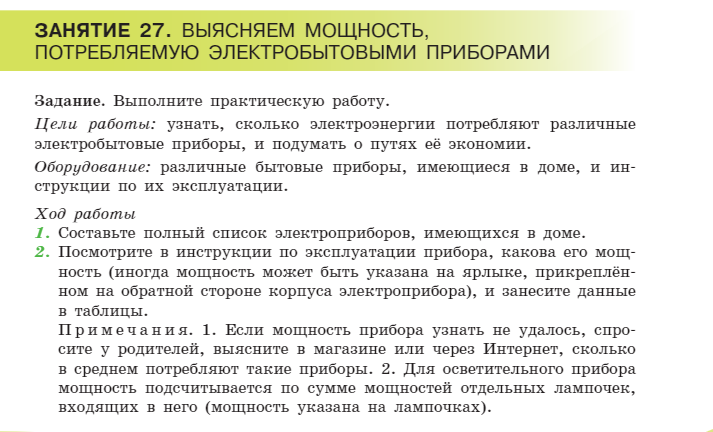 ЗАНЯТИЕ 27. ВЫЯСНЯЕМ МОЩНОСТЬ,
ПОТРЕБЛЯЕМУЮ ЭЛЕКТРОБЫТОВЫМИ ПРИБОРАМИ
Задание. Выполните практическую работу.
Цели работы: узнать, сколько электроэнергии потребляют различные
электробытовые приборы, и подумать о путях её экономии.
Оборудование: различные бытовые приборы, имеющиеся в доме, и ин-
струкции по их эксплуатации.
Ход работы
1. Составьте полный список электроприборов, имеющихся в доме.
2. Посмотрите в инструкции по эксплуатации прибора, какова его мощ-
ность (иногда мощность может быть указана на ярлыке, прикреплён-
ном на обратной стороне корпуса электроприбора), и занесите данные
в таблицы.
Примечания. 1. Если мощность прибора узнать не удалось, спро-
сите у родителей, выясните в магазине или через Интернет, сколько
в среднем потребляют такие приборы. 2. Для осветительного прибора
мощность подсчитывается по сумме мощностей отдельных лампочек,
входящих в него (мощность указана на лампочках).